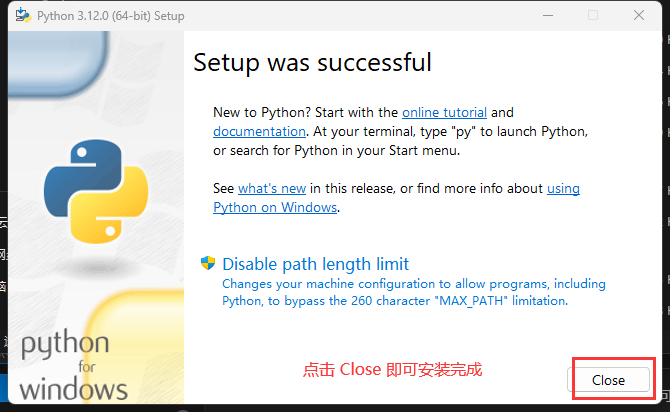 Python 3.12.0 (64-bit) Setup
Setup was successful
New to Python? Start with the online tutorial and
documentation. At your terminal, type "py" to launch Python,
or search for Python in your Start menu.
See what's new in this release, or find more info about using
Python on Windows.
Disable path length limit
Changes your machine configuration to allow programs, including
Python, to bypass the 260 character "MAX_PATH" limitation.
python
for
windows
点击 Close 即可安装完成
Close